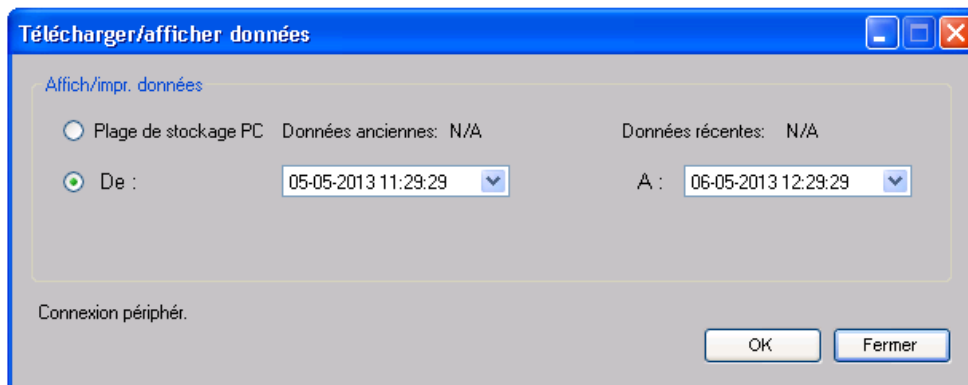 Télécharger/afficher données
Affich/impr. données
Plage de stockage PC Données anciennes: N/A Données récentes: N/A
De : 05-05-2013 11:29:29 A : 06-05-2013 12:29:29
Connexion périphér.
OK Fermer